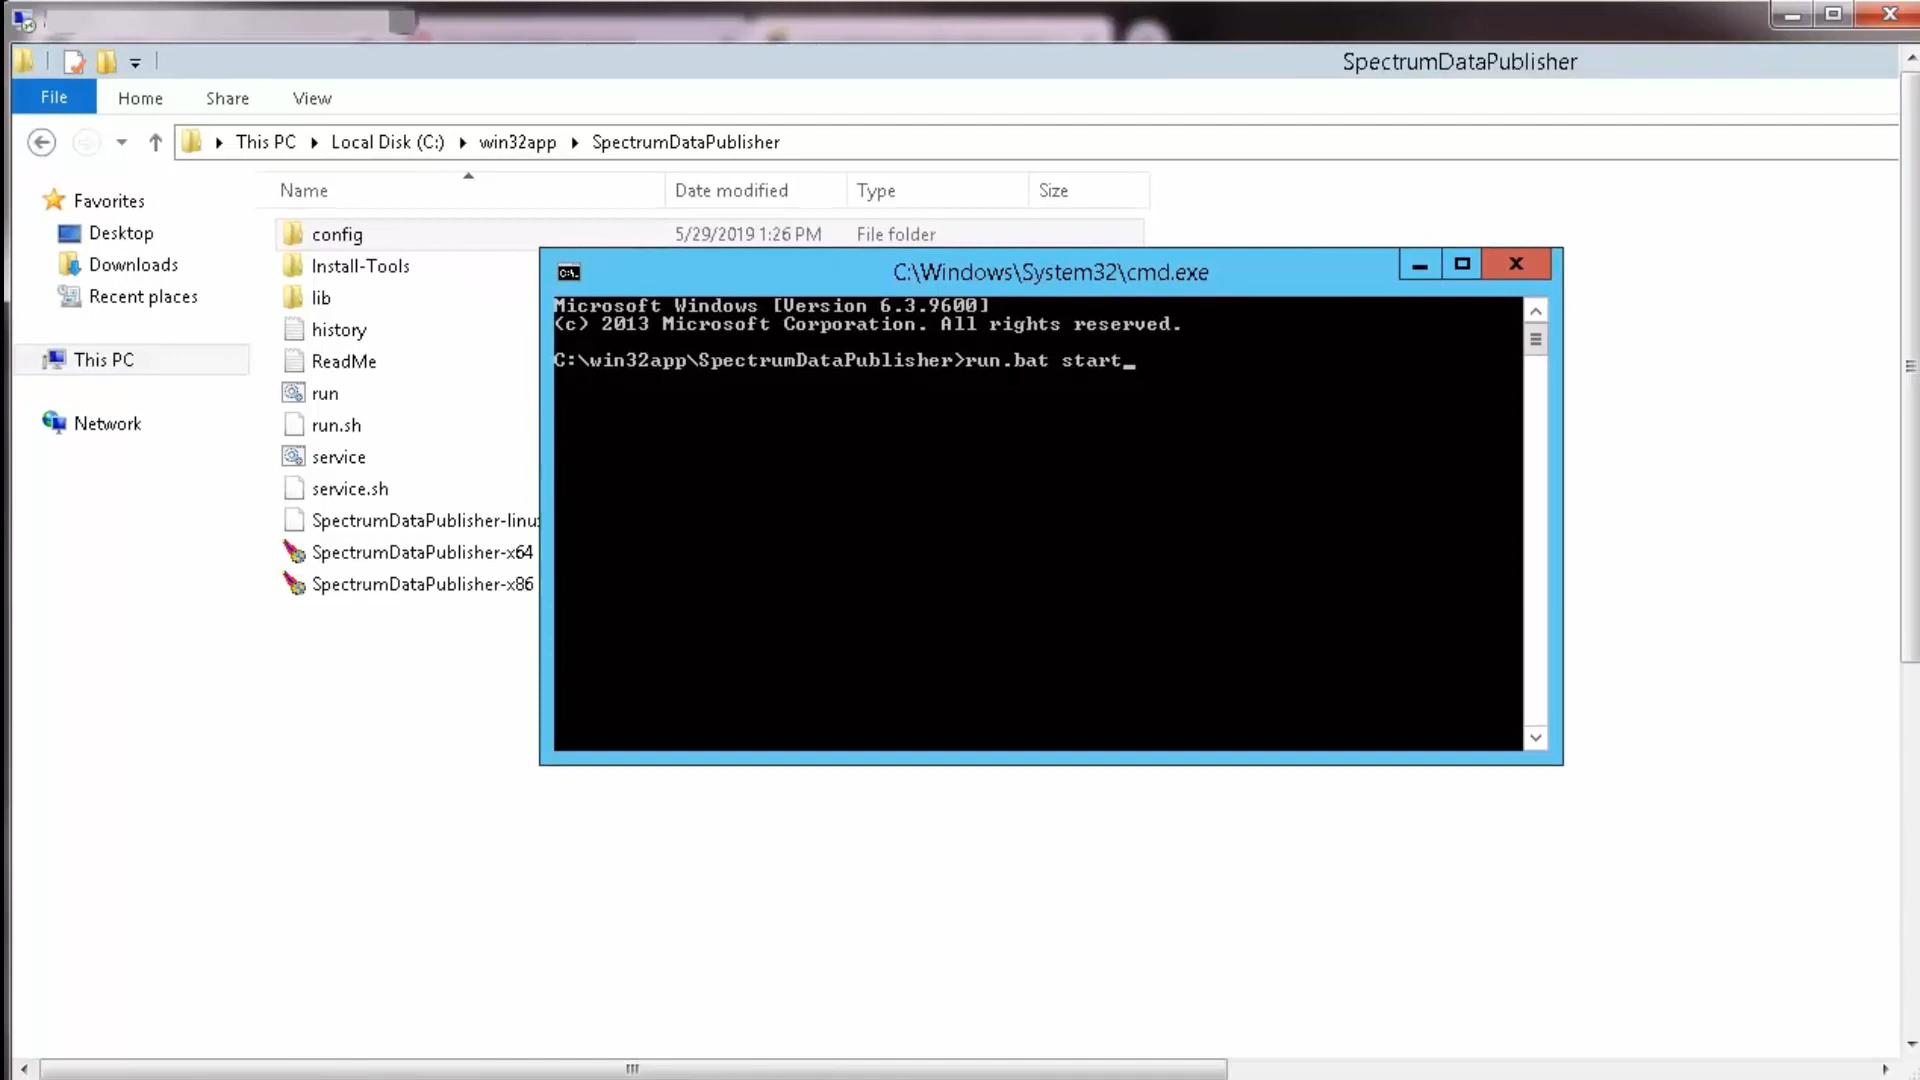 SpectrumDataPublisher
File Home Share View
This PC Local Disk (C:) win32app SpectrumDataPublisher
Name Date modified Type Size
Favorites
Desktop
Downloads
Recent places
This PC
Network
config 5/29/2019 1:26 PM File folder
Install-Tools
lib
history
ReadMe
run
run.sh
service
service.sh
SpectrumDataPublisher-linu
SpectrumDataPublisher-x64
SpectrumDataPublisher-x86
C:\Windows\System32\cmd.exe
Microsoft Windows [Version 6.3.9600]
(c) 2013 Microsoft Corporation. All rights reserved.
C:\win32app\SpectrumDataPublisher>run.bat start_